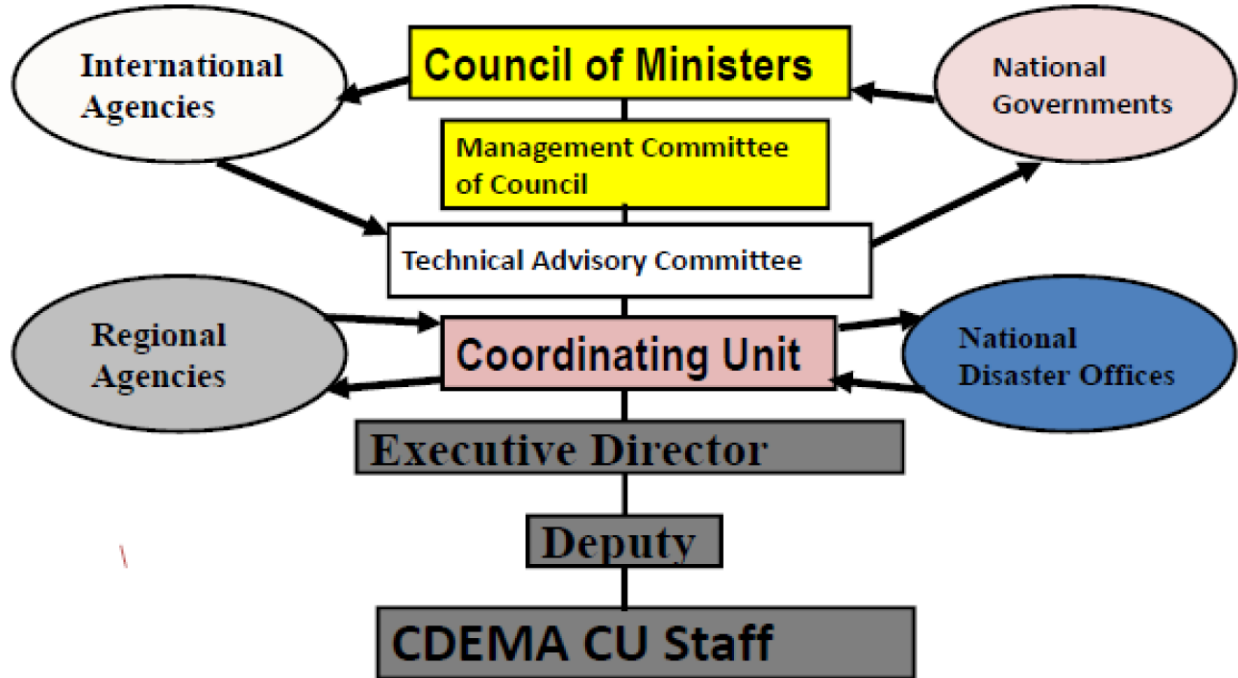 International
Agencies
Council of Ministers
National
Governments
Management Committee
of Council
Technical Advisory Committee
Regional
Agencies
Coordinating Unit
National
Disaster Offices
Executive Director
Deputy
CDEMA CU Staff